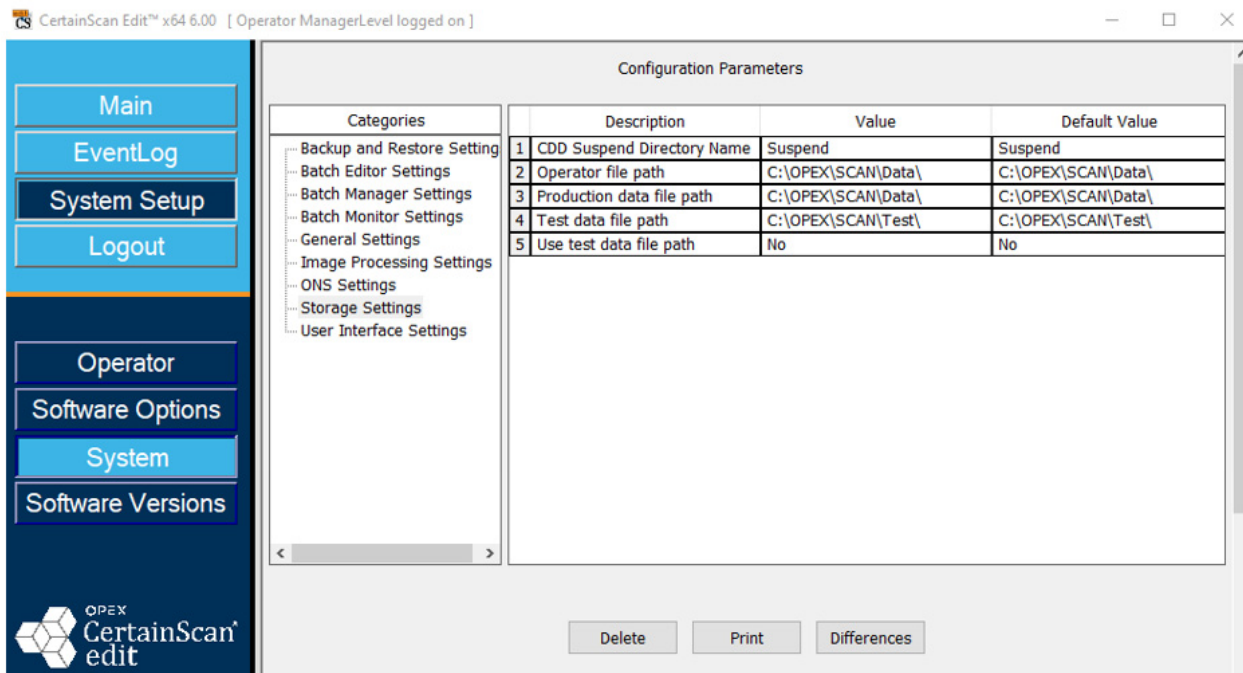 CS CertainScan Edit™ x64 6.00 [ Operator ManagerLevel logged on ]
Main
EventLog
System Setup
Logout
Operator
Software Options
System
Software Versions
OPEX
CertainScan
edit
Configuration Parameters
Categories
Backup and Restore Setting
Batch Editor Settings
Batch Manager Settings
Batch Monitor Settings
General Settings
Image Processing Settings
ONS Settings
Storage Settings
User Interface Settings
Description Value Default Value
1 CDD Suspend Directory Name Suspend Suspend
2 Operator file path C:\OPEX\SCAN\Data\ C:\OPEX\SCAN\Data\
3 Production data file path C:\OPEX\SCAN\Data\ C:\OPEX\SCAN\Data\
4 Test data file path C:\OPEX\SCAN\Test\ C:\OPEX\SCAN\Test\
5 Use test data file path No No
Delete Print Differences